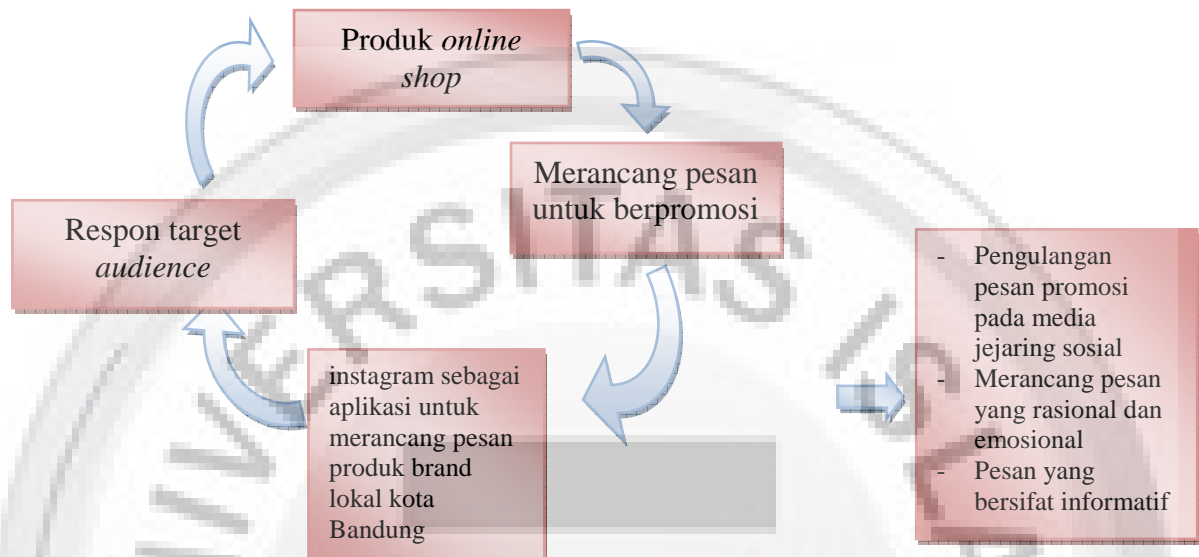 Produk online
shop
Merancang pesan
untuk berpromosi
Respon target
audience
instagram sebagai
aplikasi untuk
merancang pesan
produk brand
lokal kota
Bandung
- Pengulangan
pesan promosi
pada media
jejaring sosial
- Merancang pesan
yang rasional dan
emosional
- Pesan yang
bersifat informatif